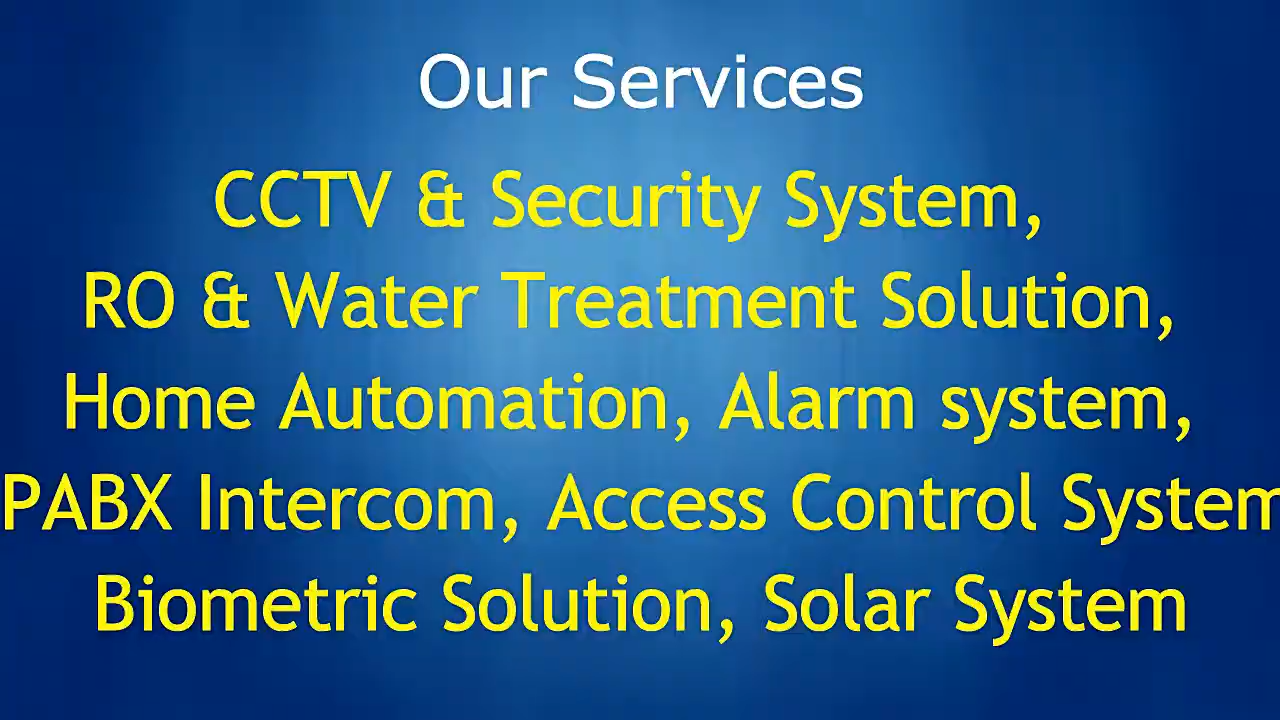 Our Services
CCTV & Security System,
RO & Water Treatment Solution,
Home Automation, Alarm system,
PABX Intercom, Access Control System
Biometric Solution, Solar System